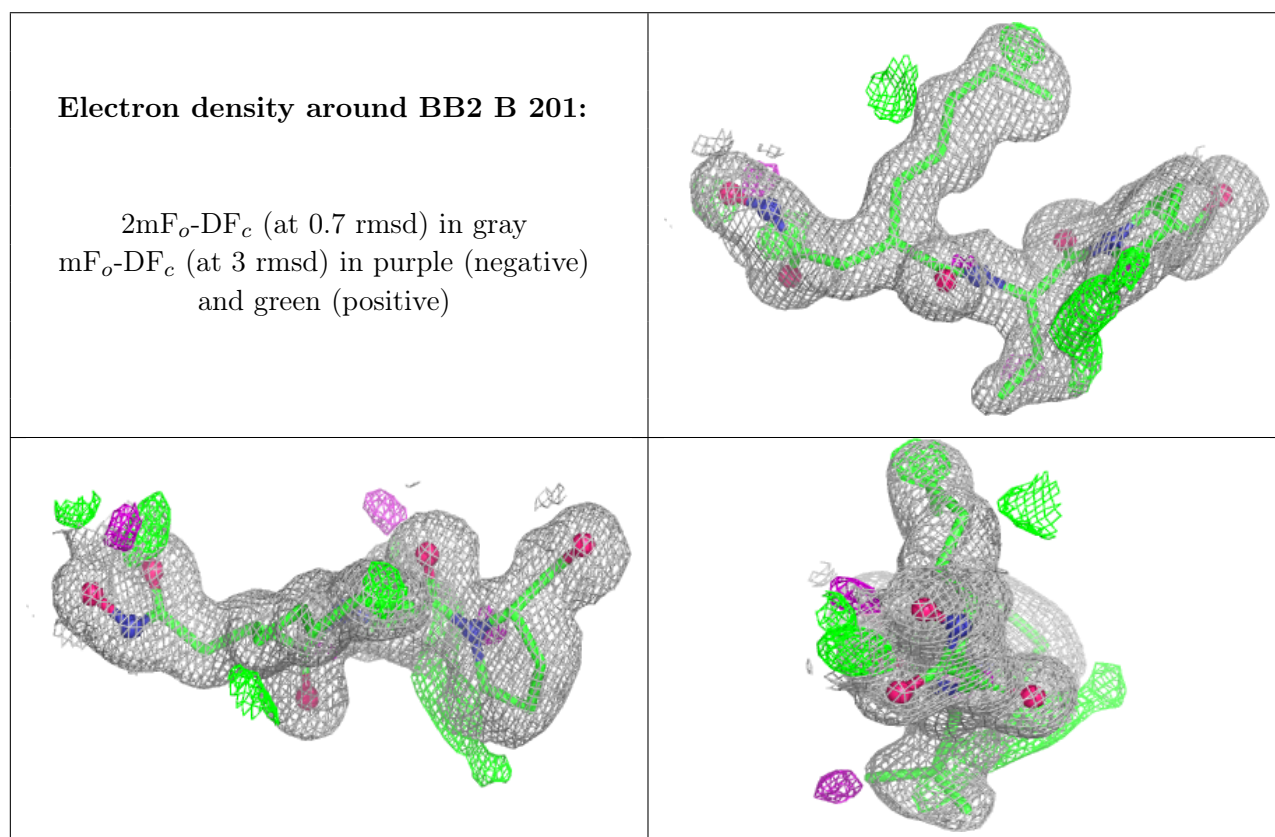 Electron density around BB2 B 201:
2mFo-DFc (at 0.7 rmsd) in gray
mFo-DFc (at 3 rmsd) in purple (negative)
and green (positive)